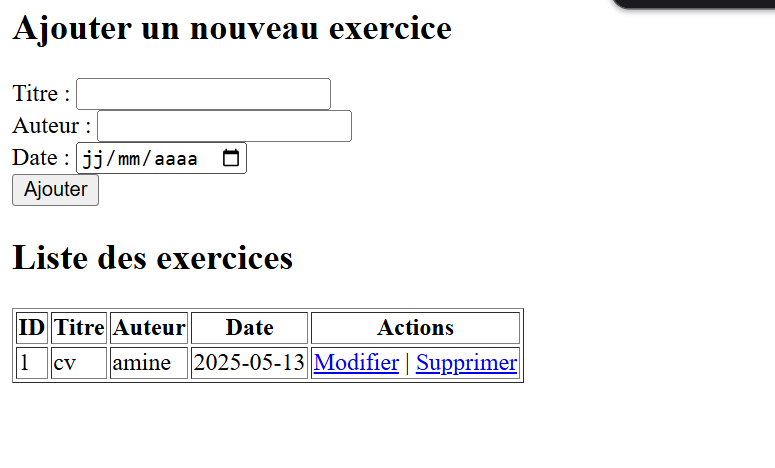 Ajouter un nouveau exercice
Titre :
Auteur :
Date : jj/mm/aaaa
Ajouter
Liste des exercices
ID Titre Auteur Date Actions
1 cv amine 2025-05-13 Modifier | Supprimer